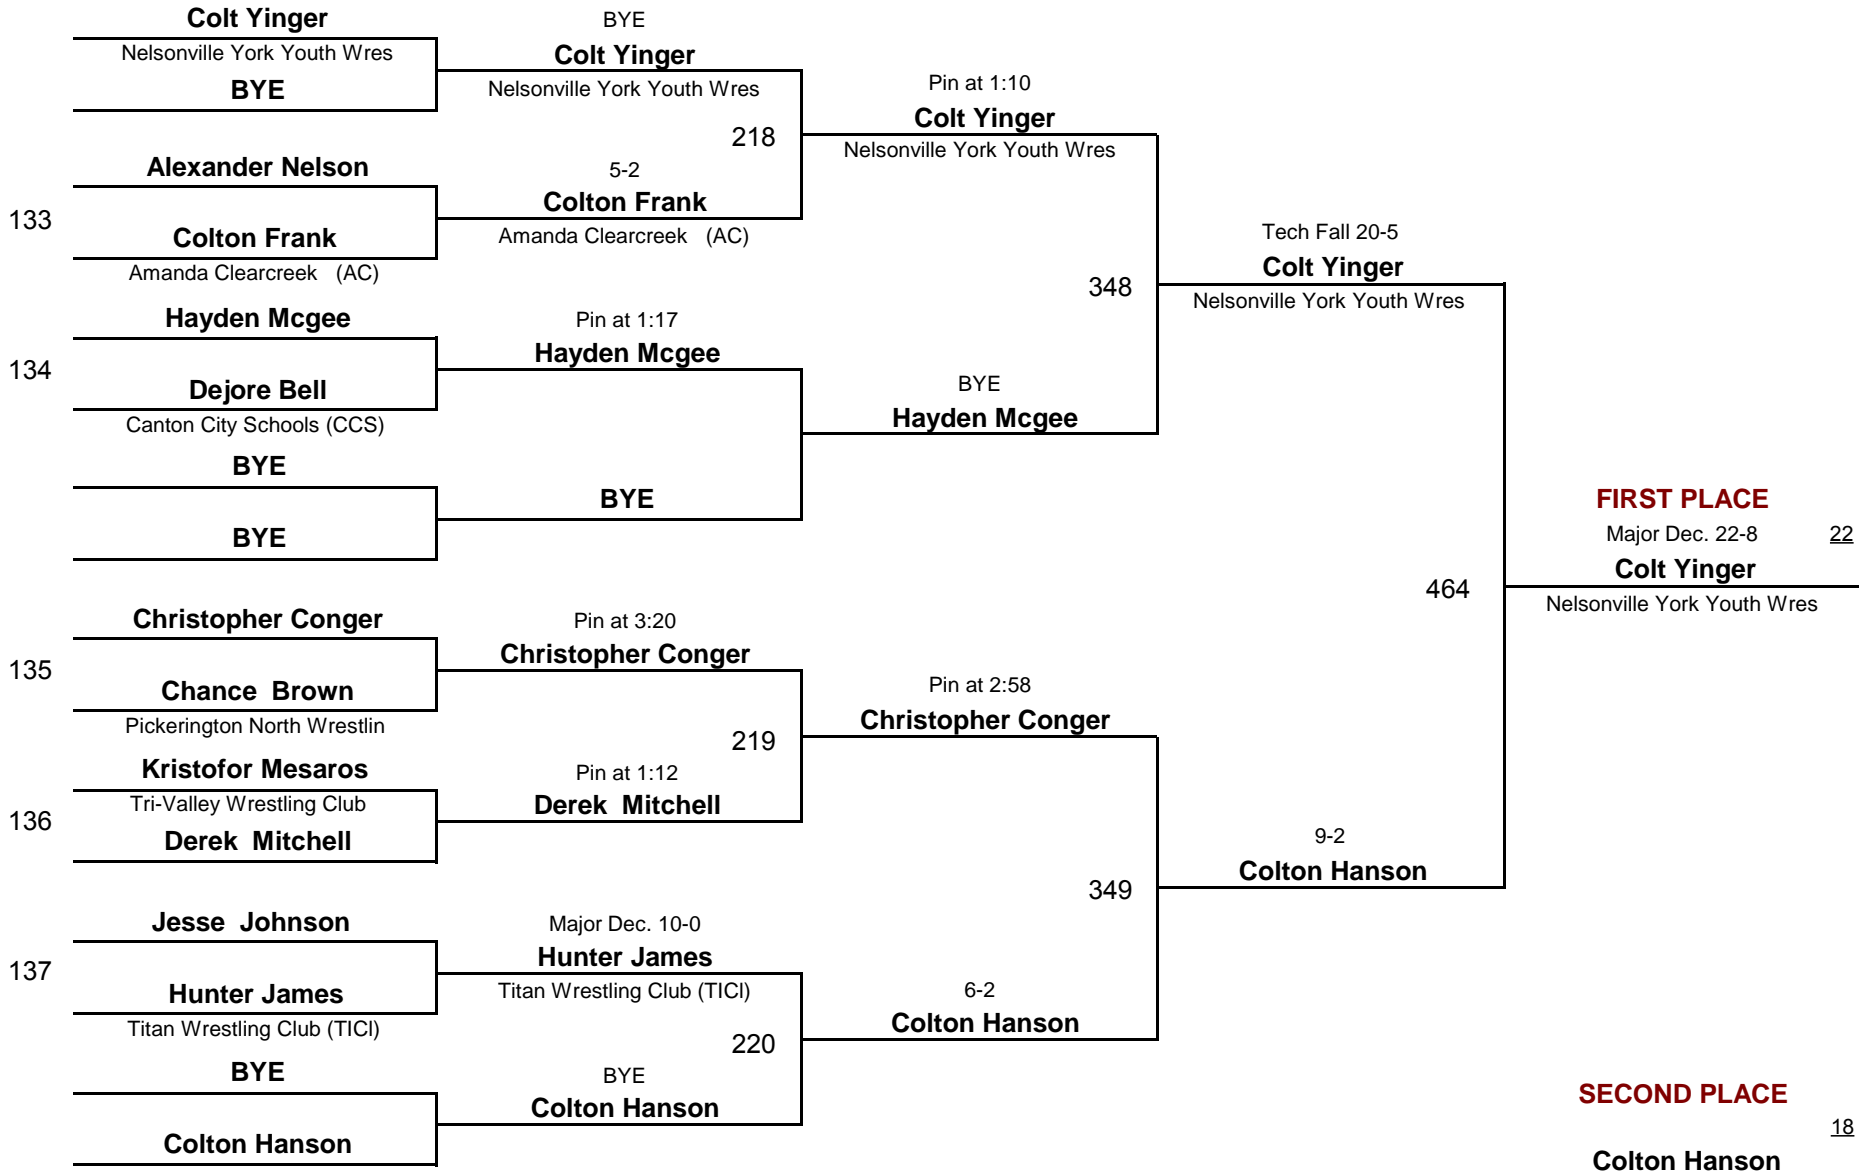 Colt Yinger
Nelsonville York Youth Wres
BYE
133
Alexander Nelson
Colton Frank
Amanda Clearcreek   (AC)
134
Hayden Mcgee
Dejore Bell
Canton City Schools (CCS)
BYE
BYE
135
Christopher Conger
Chance  Brown
Pickerington North Wrestlin
136
Kristofor Mesaros
Tri-Valley Wrestling Club
Derek  Mitchell
137
Jesse  Johnson
Hunter James
Titan Wrestling Club (TICl)
BYE
Colton Hanson
BYE
Colt Yinger
Nelsonville York Youth Wres
218
5-2
Colton Frank
Amanda Clearcreek   (AC)
Pin at 1:17
Hayden Mcgee
BYE
Pin at 3:20
Christopher Conger
219
Pin at 1:12
Derek  Mitchell
Major Dec. 10-0
Hunter James
Titan Wrestling Club (TICl)
220
BYE
Colton Hanson
Pin at 1:10
Colt Yinger
Nelsonville York Youth Wres
348
BYE
Hayden Mcgee
Pin at 2:58
Christopher Conger
349
6-2
Colton Hanson
Tech Fall 20-5
Colt Yinger
Nelsonville York Youth Wres
464
9-2
Colton Hanson
FIRST PLACE
Major Dec. 22-8
22
Colt Yinger
Nelsonville York Youth Wres
SECOND PLACE
18
Colton Hanson